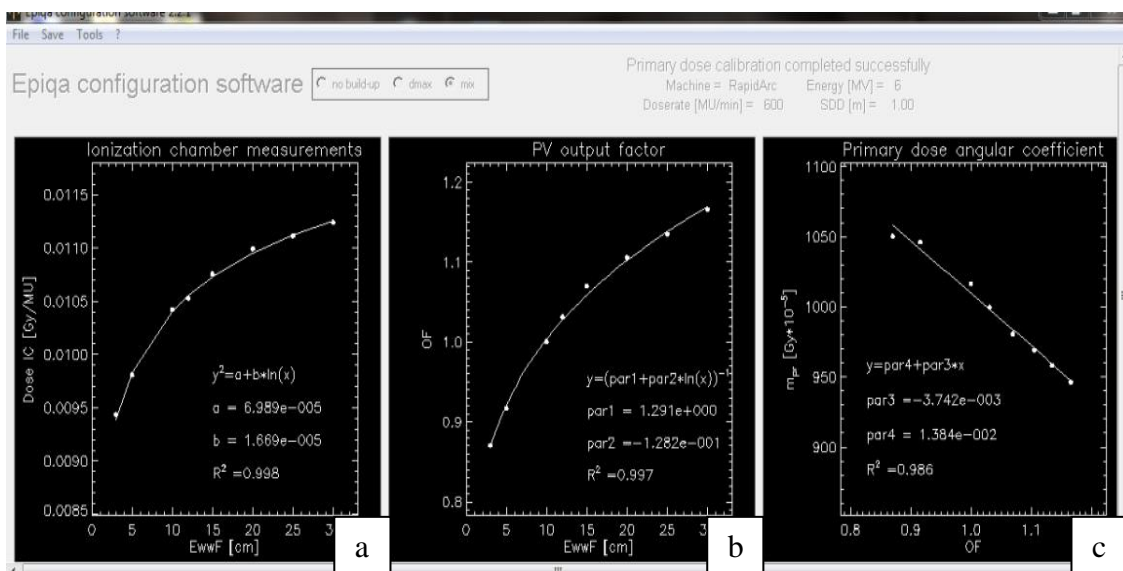 Epiqa configuration software 2.2.1
File Save Tools ?
Epiqa configuration software
no build-up dmax mix
Primary dose calibration completed successfully
Machine = RapidArc Energy [MV] = 6
Doserate [MU/min] = 600 SDD [m] = 1.00
Ionization chamber measurements
Dose IC [Gy/MU]
0.0115
0.0110
0.0105
0.0100
0.0095
0.0090
0.0085
y²=a+b*ln(x)
a = 6.989e-005
b = 1.669e-005
R² =0.998
0 5 10 15 20 25
EwwF [cm]
a
PV output factor
OF
1.2
1.1
1.0
0.9
0.8
y=(par1+par2*ln(x))⁻¹
par1 = 1.291e+000
par2 =-1.282e-001
R² =0.997
0 5 10 15 20 25
EwwF [cm]
b
Primary dose angular coefficient
m_pr [Gy*10⁻⁵]
1100
1050
1000
950
900
y=par4+par3*x
par3 =-3.742e-003
par4 = 1.384e-002
R² =0.986
0.8 0.9 1.0 1.1
OF
c